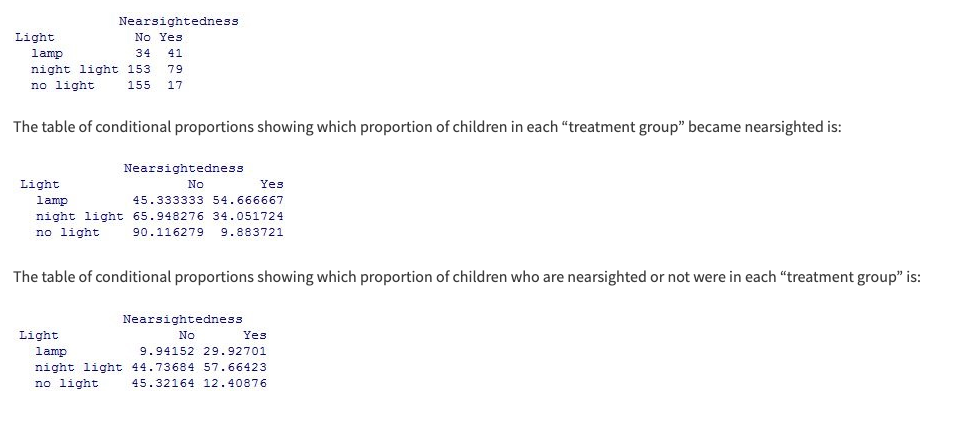 Nearsightedness
Light No Yes
lamp 34 41
night light 153 79
no light 155 17
The table of conditional proportions showing which proportion of children in each “treatment group” became nearsighted is:
Nearsightedness
Light No Yes
lamp 45.333333 54.666667
night light 65.948276 34.051724
no light 90.116279 9.883721
The table of conditional proportions showing which proportion of children who are nearsighted or not were in each “treatment group” is:
Nearsightedness
Light No Yes
lamp 9.94152 29.92701
night light 44.73684 57.66423
no light 45.32164 12.40876